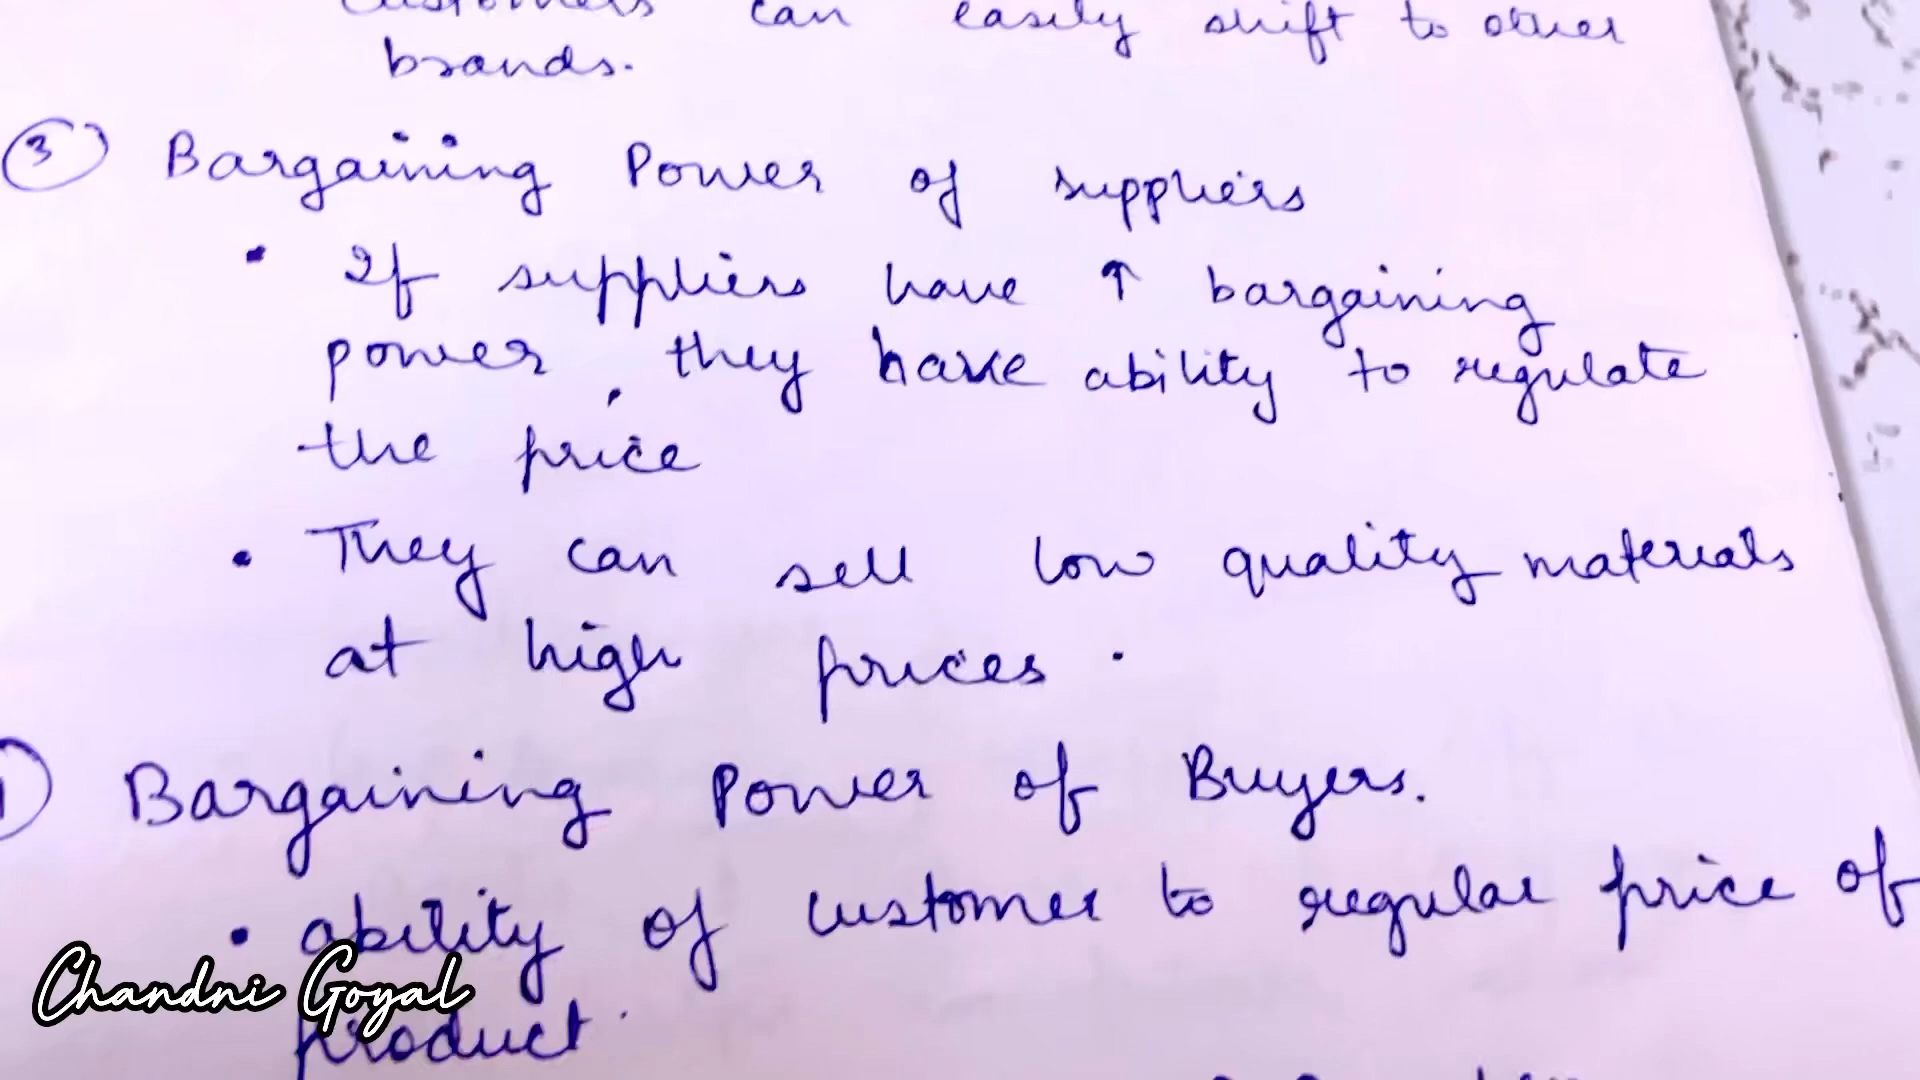 customers can easily shift to other
brands.
③ Bargaining Power of suppliers
• If suppliers have ↑ bargaining
power, they have ability to regulate
the price
• They can sell low quality materials
at high prices.
Bargaining Power of Buyers.
• ability of customer to regular price of
product.
Chandni Goyal